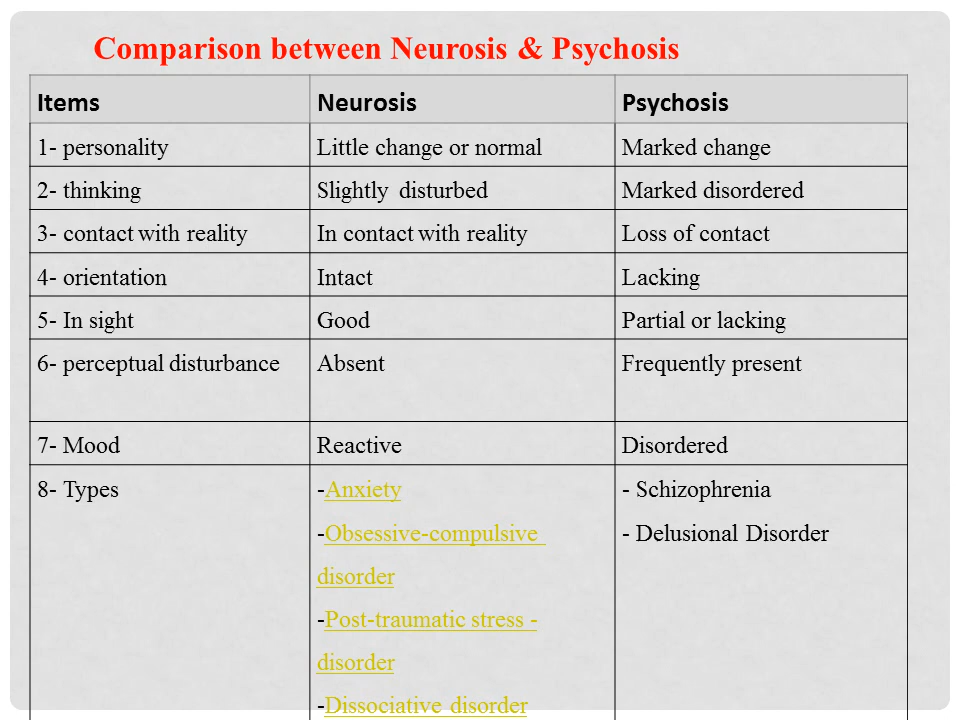 Comparison between Neurosis & Psychosis
Items Neurosis Psychosis
1- personality Little change or normal Marked change
2- thinking Slightly disturbed Marked disordered
3- contact with reality In contact with reality Loss of contact
4- orientation Intact Lacking
5- In sight Good Partial or lacking
6- perceptual disturbance Absent Frequently present
7- Mood Reactive Disordered
8- Types -Anxiety - Schizophrenia
-Obsessive-compulsive - Delusional Disorder
disorder
-Post-traumatic stress -
disorder
-Dissociative disorder